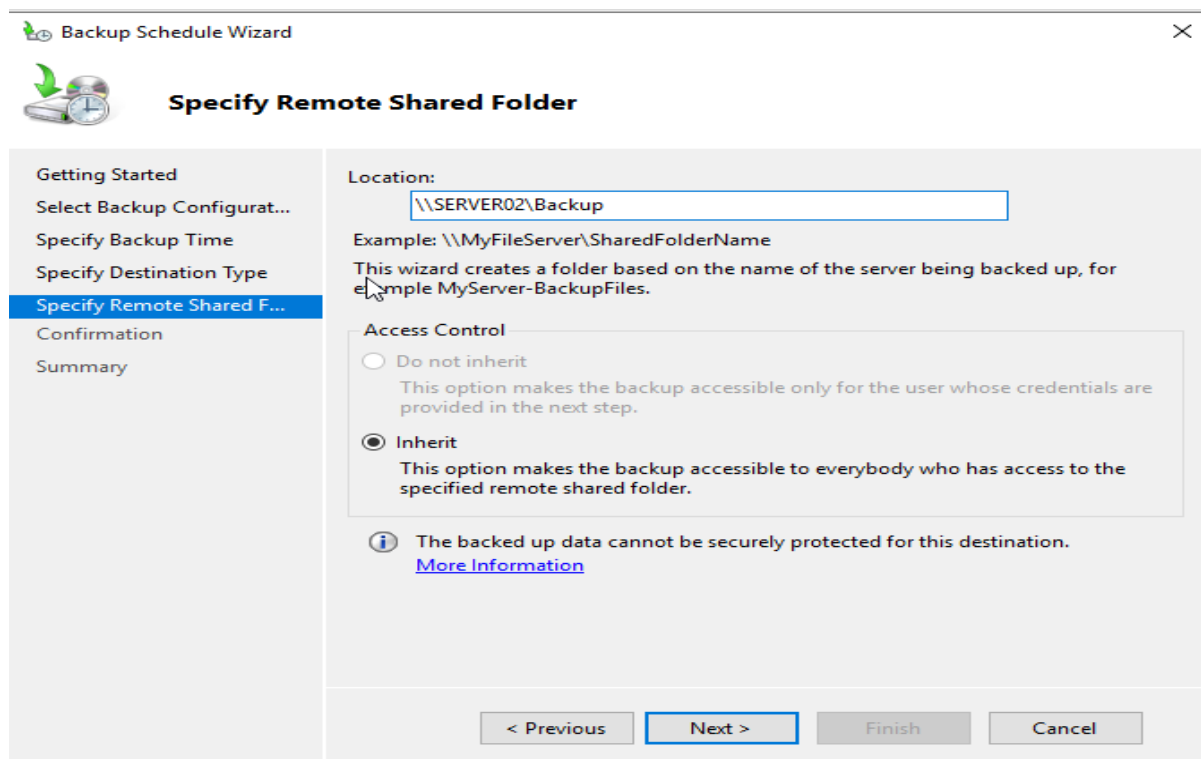 Backup Schedule Wizard
Specify Remote Shared Folder
Getting Started
Select Backup Configurat...
Specify Backup Time
Specify Destination Type
Specify Remote Shared F...
Confirmation
Summary
Location:
\\SERVER02\Backup
Example: \\MyFileServer\SharedFolderName
This wizard creates a folder based on the name of the server being backed up, for
example MyServer-BackupFiles.
Access Control
Do not inherit
This option makes the backup accessible only for the user whose credentials are
provided in the next step.
Inherit
This option makes the backup accessible to everybody who has access to the
specified remote shared folder.
The backed up data cannot be securely protected for this destination.
More Information
< Previous
Next >
Finish
Cancel